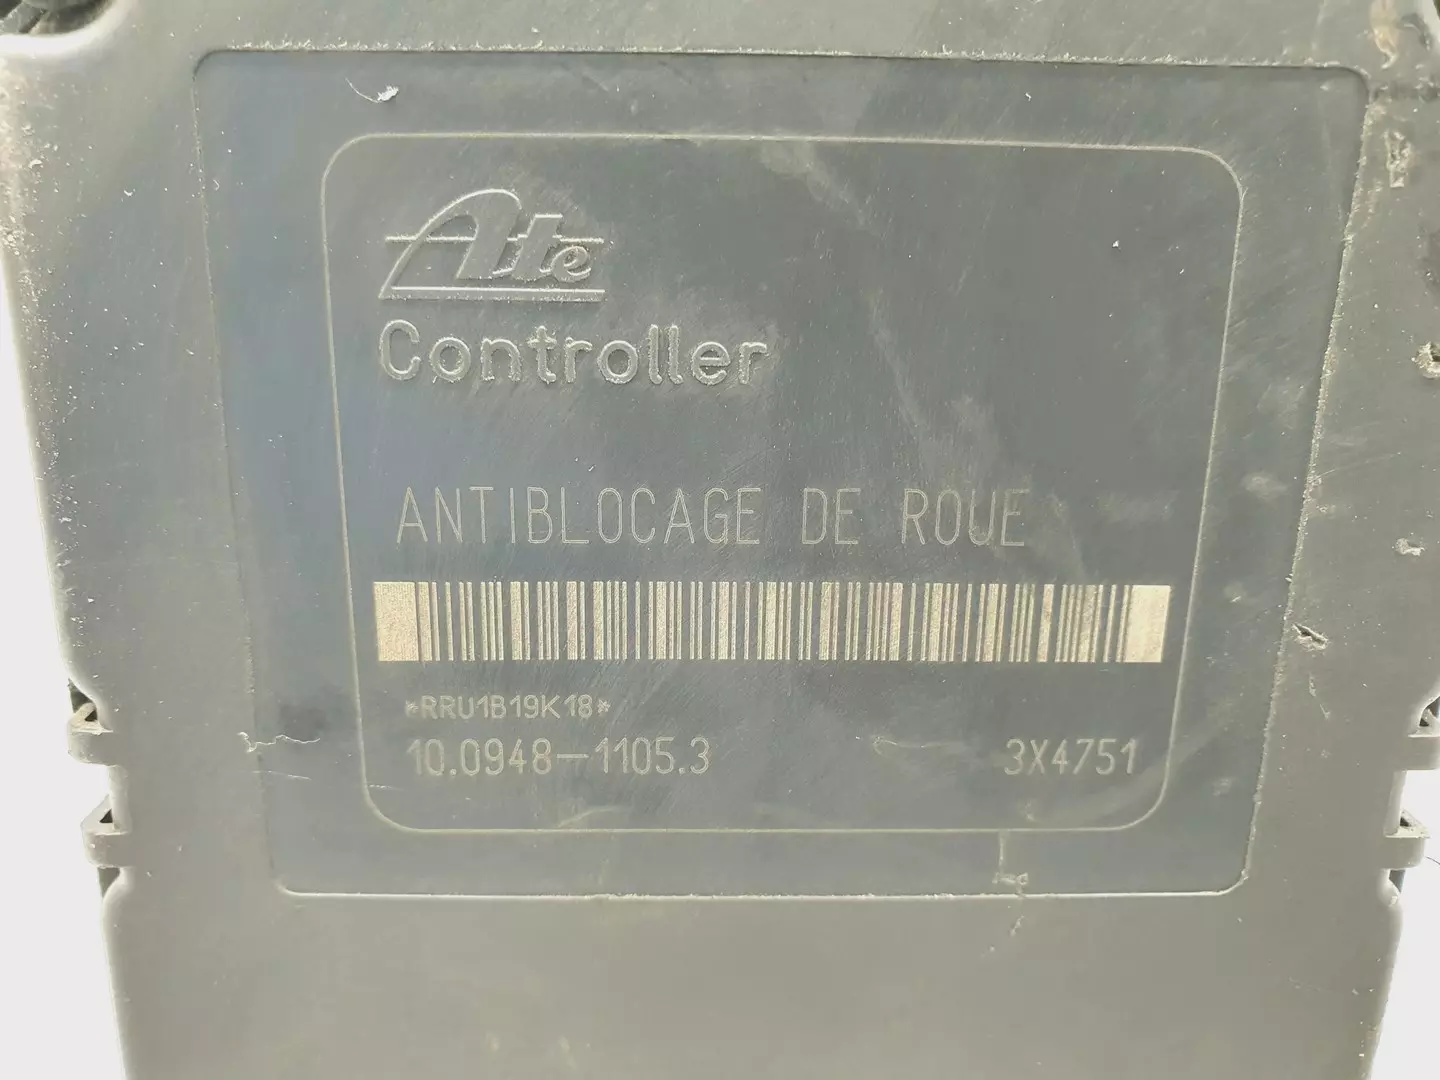 Ate
Controller
ANTIBLOCAGE DE ROUE
*RRU1B19K18*
10.0948-1105.3 3X4751